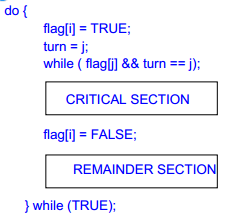 do {
flag[i] = TRUE;
turn = j;
while ( flag[j] && turn == j);
CRITICAL SECTION
flag[i] = FALSE;
REMAINDER SECTION
} while (TRUE);